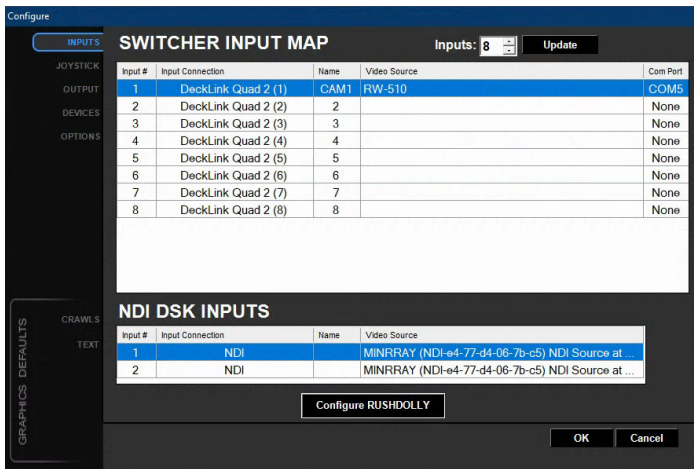 Configure
INPUTS
JOYSTICK
OUTPUT
DEVICES
OPTIONS
SWITCHER INPUT MAP Inputs: 8 Update
Input # Input Connection Name Video Source Com Port
1 DeckLink Quad 2 (1) CAM1 RW-510 COM5
2 DeckLink Quad 2 (2) 2 None
3 DeckLink Quad 2 (3) 3 None
4 DeckLink Quad 2 (4) 4 None
5 DeckLink Quad 2 (5) 5 None
6 DeckLink Quad 2 (6) 6 None
7 DeckLink Quad 2 (7) 7 None
8 DeckLink Quad 2 (8) 8 None
GRAPHICS DEFAULTS
CRAWLS
TEXT
NDI DSK INPUTS
Input # Input Connection Name Video Source
1 NDI MINRRAY (NDI-e4-77-d4-06-7b-c5) NDI Source at ...
2 NDI MINRRAY (NDI-e4-77-d4-06-7b-c5) NDI Source at ...
Configure RUSHDOLLY
OK Cancel